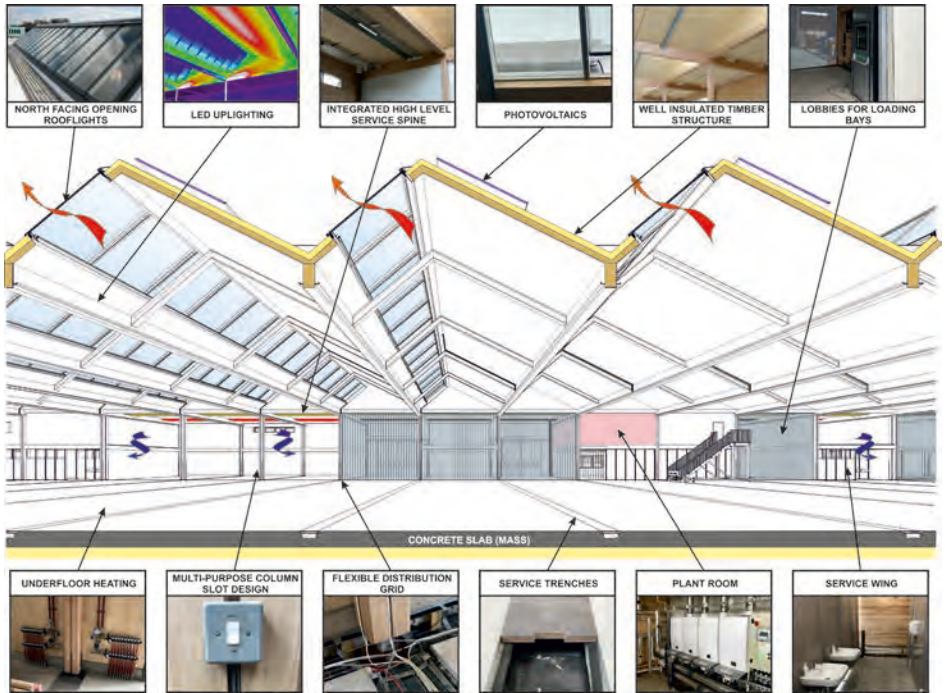 NORTH FACING OPENING
ROOFLIGHTS
LED UPLIGHTING
INTEGRATED HIGH LEVEL
SERVICE SPINE
PHOTOVOLTAICS
WELL INSULATED TIMBER
STRUCTURE
LOBBIES FOR LOADING
BAYS
CONCRETE SLAB (MASS)
UNDERFLOOR HEATING
MULTI-PURPOSE COLUMN
SLOT DESIGN
FLEXIBLE DISTRIBUTION
GRID
SERVICE TRENCHES
PLANT ROOM
SERVICE WING